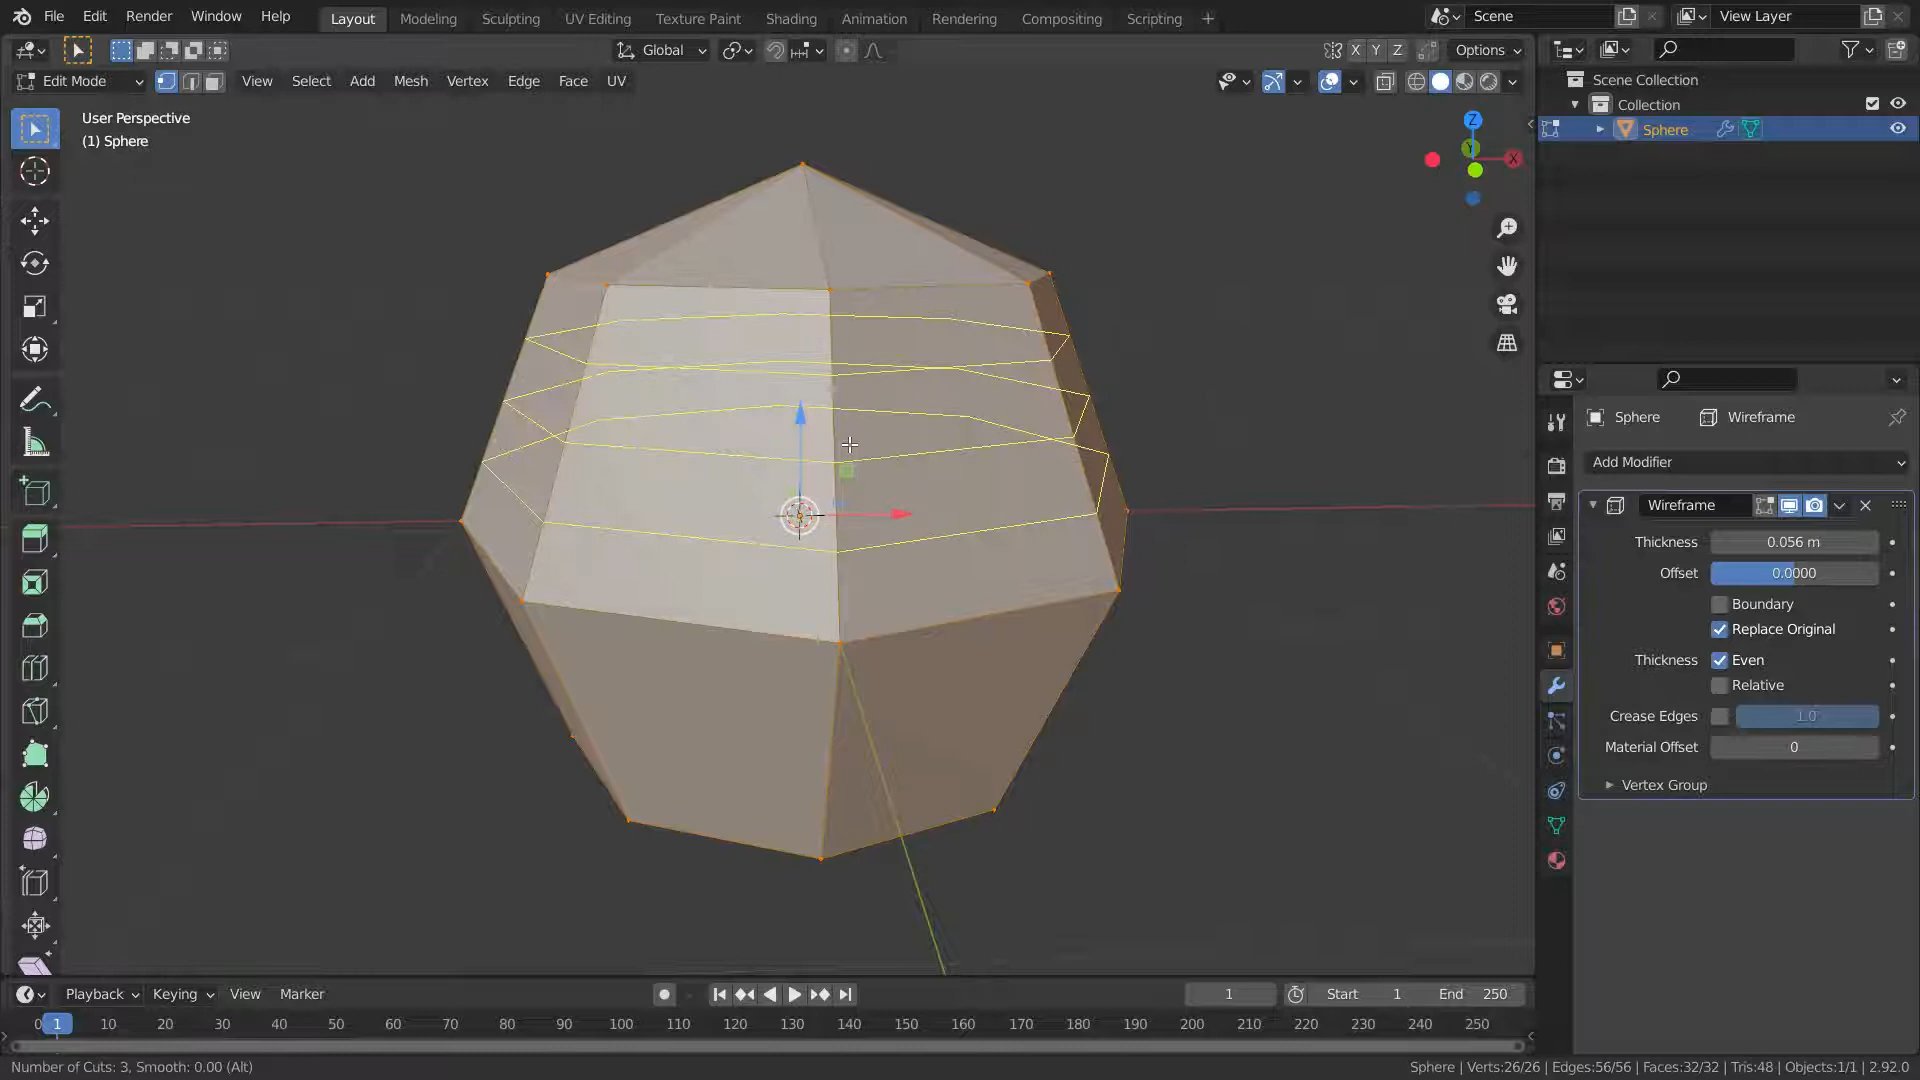 File Edit Render Window Help Layout Modeling Sculpting UV Editing Texture Paint Shading Animation Rendering Compositing Scripting + Scene View Layer
Global X Y Z Options
Edit Mode View Select Add Mesh Vertex Edge Face UV
Scene Collection
Collection
Sphere
User Perspective
(1) Sphere
Z
Y
X
Sphere Wireframe
Add Modifier
Wireframe
Thickness 0.056 m
Offset 0.0000
Boundary
Replace Original
Thickness Even
Relative
Crease Edges 1.0
Material Offset 0
Vertex Group
Playback Keying View Marker 1 Start 1 End 250
0 1 10 20 30 40 50 60 70 80 90 100 110 120 130 140 150 160 170 180 190 200 210 220 230 240 250
Number of Cuts: 3, Smooth: 0.00 (Alt) Sphere | Verts:26/26 | Edges:56/56 | Faces:32/32 | Tris:48 | Objects:1/1 | 2.92.0